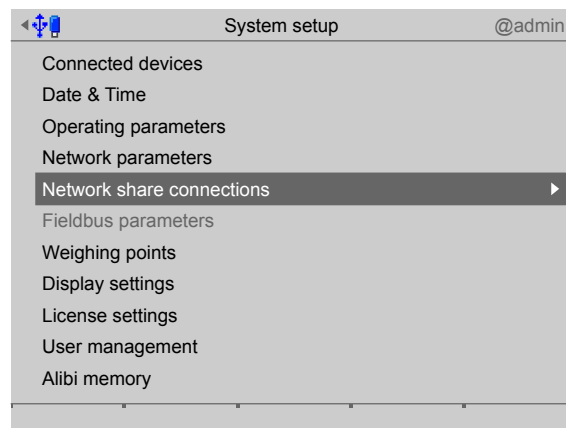 System setup @admin
Connected devices
Date & Time
Operating parameters
Network parameters
Network share connections
Fieldbus parameters
Weighing points
Display settings
License settings
User management
Alibi memory